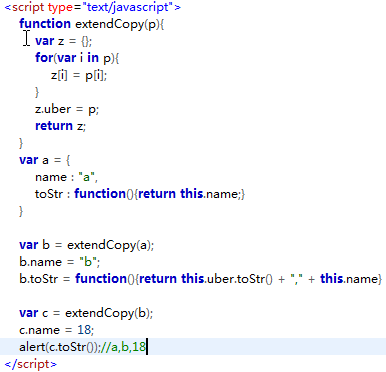 <script type="text/javascript">
function extendCopy(p){
var z = {};
for(var i in p){
z[i] = p[i];
}
z.uber = p;
return z;
}
var a = {
name : "a",
toStr : function(){return this.name;}
}
var b = extendCopy(a);
b.name = "b";
b.toStr = function(){return this.uber.toStr() + "," + this.name}
var c = extendCopy(b);
c.name = 18;
alert(c.toStr());//a,b,18
</script>